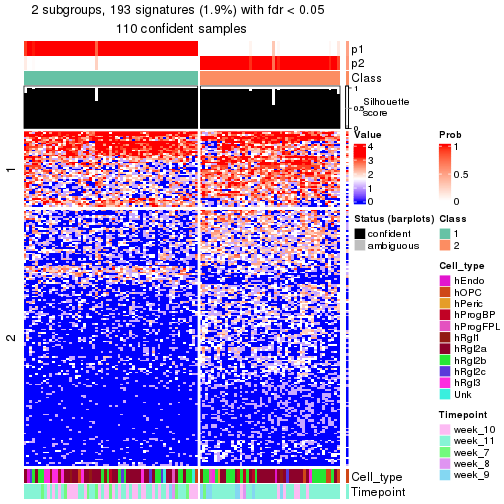 2 subgroups, 193 signatures (1.9%) with fdr < 0.05
110 confident samples
p1
p2
Class
1
0.5
0
Silhouette
score
1
2
Value
4
3
2
1
0
Prob
1
0.5
0
Status (barplots)
confident
ambiguous
Class
1
2
Cell_type
hEndo
hOPC
hPeric
hProgBP
hProgFPL
hRgl1
hRgl2a
hRgl2b
hRgl2c
hRgl3
Unk
Timepoint
week_10
week_11
week_7
week_8
week_9
Cell_type
Timepoint